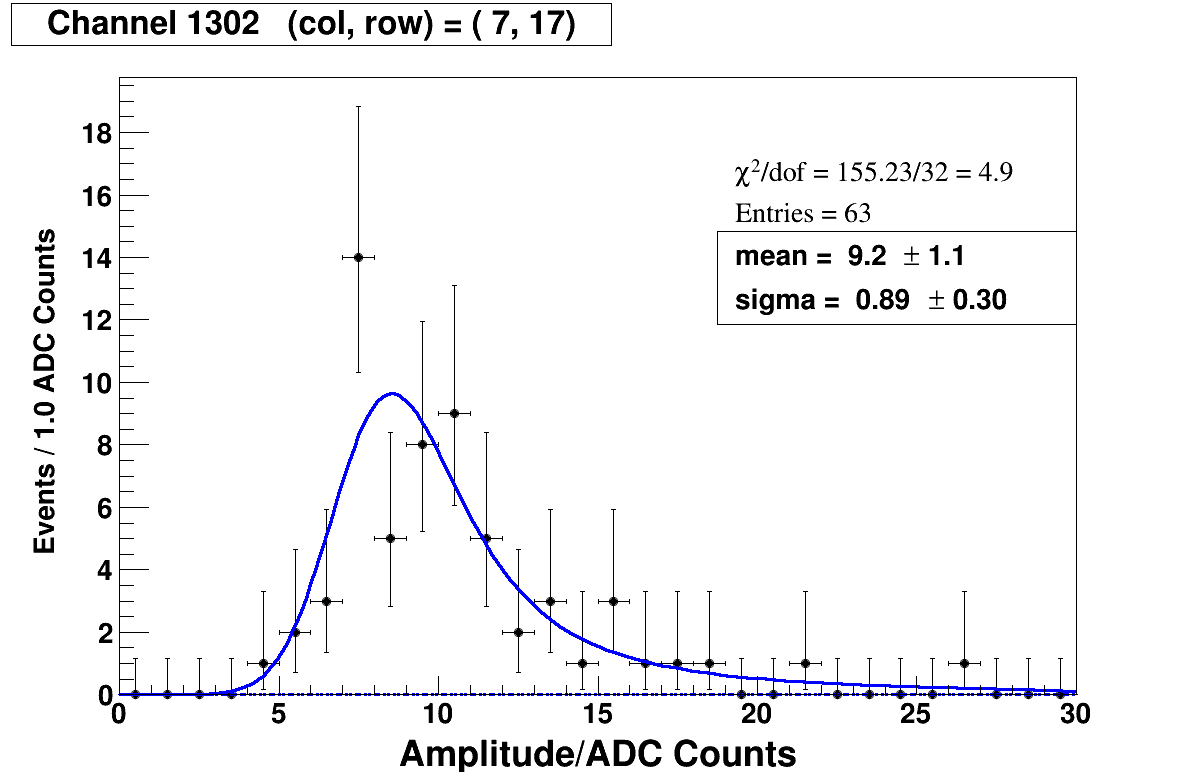 Channel 1302 (col, row) = ( 7, 17)
χ²/dof = 155.23/32 = 4.9
Entries = 63
mean = 9.2 ± 1.1
sigma = 0.89 ± 0.30
Events / 1.0 ADC Counts
18
16
14
12
10
8
6
4
2
0
0 5 10 15 20 25 30
Amplitude/ADC Counts